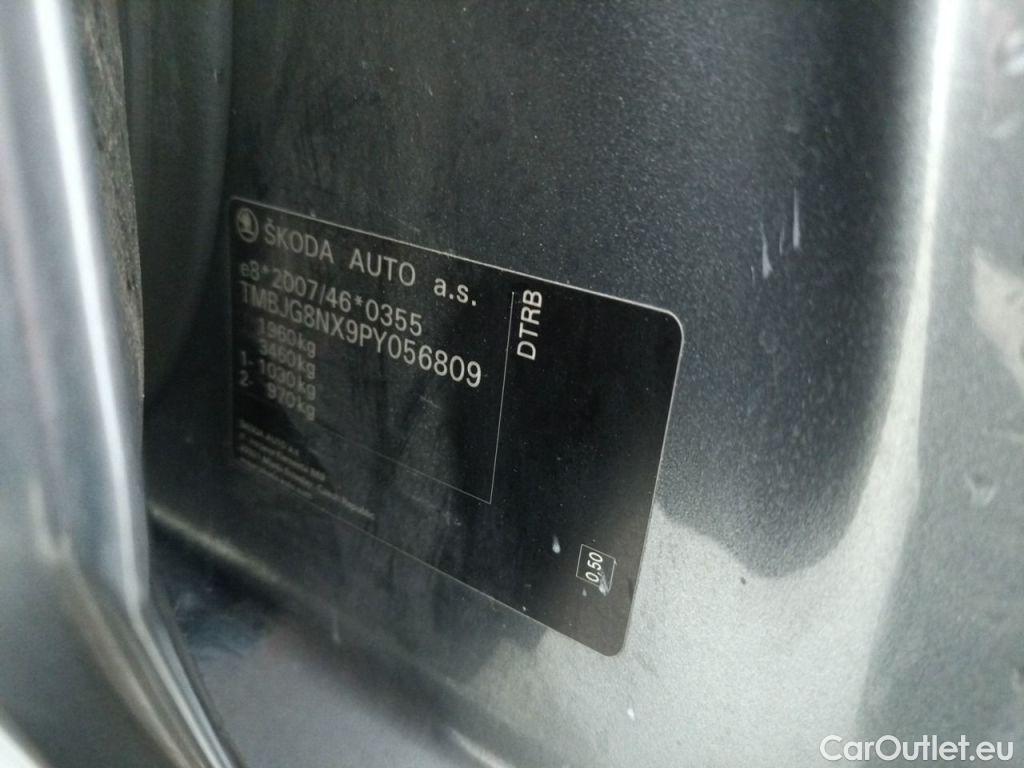 ŠKODA AUTO a.s.
e8*2007/46*0355
TMBJG8NX9PY056809
1960kg
3460kg
1- 1030kg
2- 970kg
DTRB
0.50
CarOutlet.eu